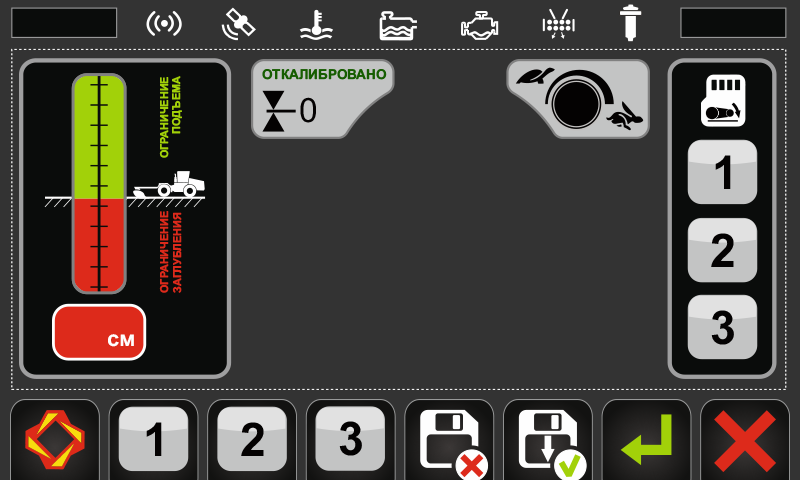 ОГРАНИЧЕНИЕ
ПОДЪЕМА
ОГРАНИЧЕНИЕ
ЗАГЛУБЛЕНИЯ
см
ОТКАЛИБРОВАНО
0
1
2
3
1
2
3